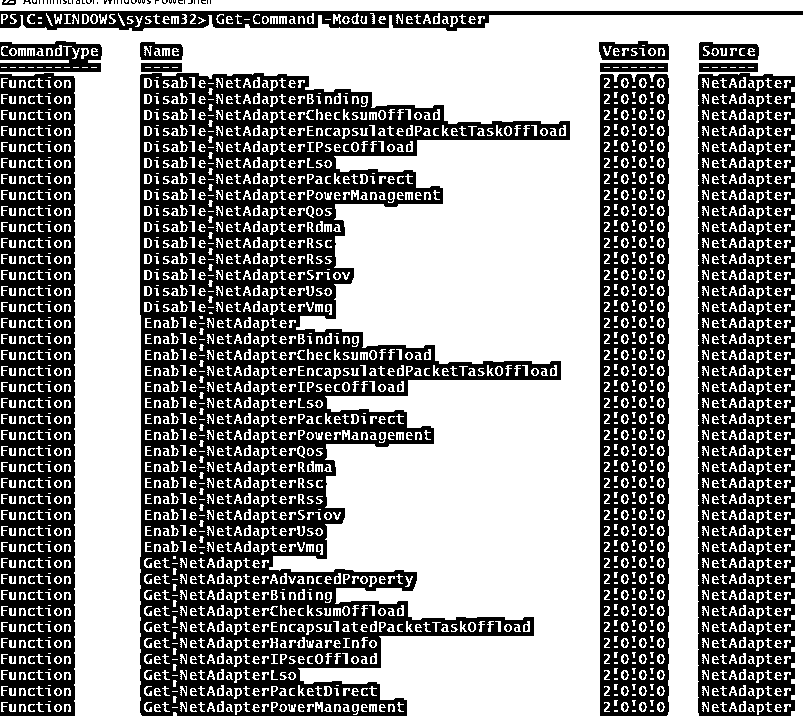 Administrator: Windows PowerShell
PS C:\WINDOWS\system32> Get-Command -Module NetAdapter
CommandType Name Version Source
----------- ---- ------- ------
Function Disable-NetAdapter 2.0.0.0 NetAdapter
Function Disable-NetAdapterBinding 2.0.0.0 NetAdapter
Function Disable-NetAdapterChecksumOffload 2.0.0.0 NetAdapter
Function Disable-NetAdapterEncapsulatedPacketTaskOffload 2.0.0.0 NetAdapter
Function Disable-NetAdapterIPsecOffload 2.0.0.0 NetAdapter
Function Disable-NetAdapterLso 2.0.0.0 NetAdapter
Function Disable-NetAdapterPacketDirect 2.0.0.0 NetAdapter
Function Disable-NetAdapterPowerManagement 2.0.0.0 NetAdapter
Function Disable-NetAdapterQos 2.0.0.0 NetAdapter
Function Disable-NetAdapterRdma 2.0.0.0 NetAdapter
Function Disable-NetAdapterRsc 2.0.0.0 NetAdapter
Function Disable-NetAdapterRss 2.0.0.0 NetAdapter
Function Disable-NetAdapterSriov 2.0.0.0 NetAdapter
Function Disable-NetAdapterUso 2.0.0.0 NetAdapter
Function Disable-NetAdapterVmq 2.0.0.0 NetAdapter
Function Enable-NetAdapter 2.0.0.0 NetAdapter
Function Enable-NetAdapterBinding 2.0.0.0 NetAdapter
Function Enable-NetAdapterChecksumOffload 2.0.0.0 NetAdapter
Function Enable-NetAdapterEncapsulatedPacketTaskOffload 2.0.0.0 NetAdapter
Function Enable-NetAdapterIPsecOffload 2.0.0.0 NetAdapter
Function Enable-NetAdapterLso 2.0.0.0 NetAdapter
Function Enable-NetAdapterPacketDirect 2.0.0.0 NetAdapter
Function Enable-NetAdapterPowerManagement 2.0.0.0 NetAdapter
Function Enable-NetAdapterQos 2.0.0.0 NetAdapter
Function Enable-NetAdapterRdma 2.0.0.0 NetAdapter
Function Enable-NetAdapterRsc 2.0.0.0 NetAdapter
Function Enable-NetAdapterRss 2.0.0.0 NetAdapter
Function Enable-NetAdapterSriov 2.0.0.0 NetAdapter
Function Enable-NetAdapterUso 2.0.0.0 NetAdapter
Function Enable-NetAdapterVmq 2.0.0.0 NetAdapter
Function Get-NetAdapter 2.0.0.0 NetAdapter
Function Get-NetAdapterAdvancedProperty 2.0.0.0 NetAdapter
Function Get-NetAdapterBinding 2.0.0.0 NetAdapter
Function Get-NetAdapterChecksumOffload 2.0.0.0 NetAdapter
Function Get-NetAdapterEncapsulatedPacketTaskOffload 2.0.0.0 NetAdapter
Function Get-NetAdapterHardwareInfo 2.0.0.0 NetAdapter
Function Get-NetAdapterIPsecOffload 2.0.0.0 NetAdapter
Function Get-NetAdapterLso 2.0.0.0 NetAdapter
Function Get-NetAdapterPacketDirect 2.0.0.0 NetAdapter
Function Get-NetAdapterPowerManagement 2.0.0.0 NetAdapter